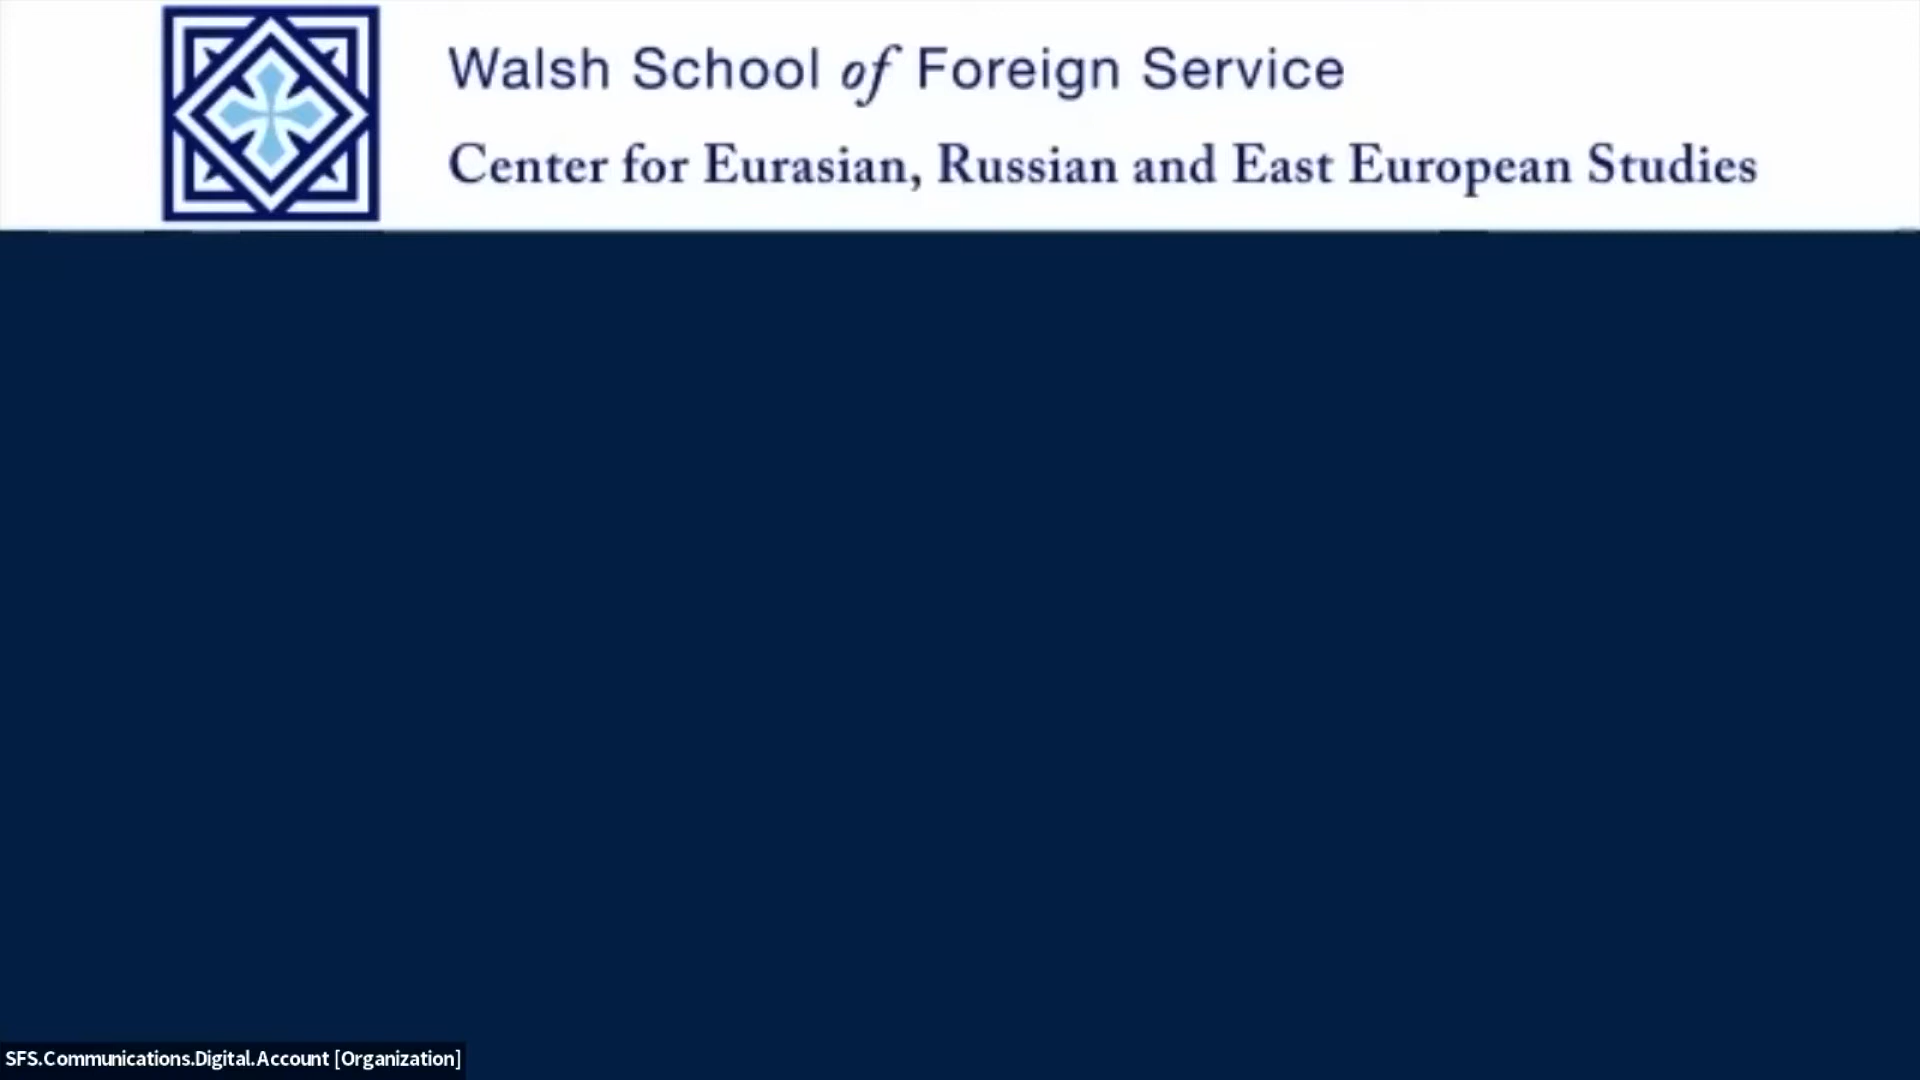 Walsh School of Foreign Service
Center for Eurasian, Russian and East European Studies
SFS.Communications.Digital.Account [Organization]